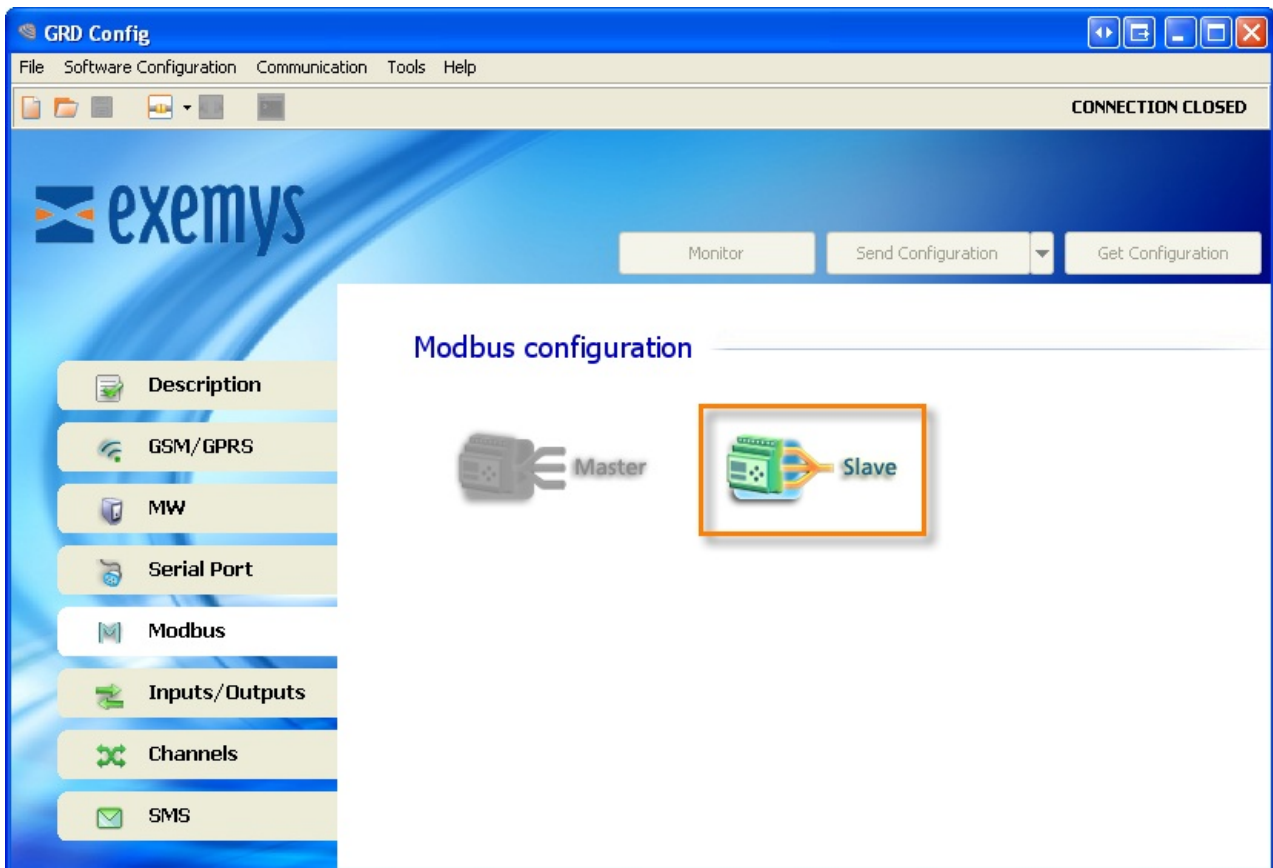 GRD Config
File Software Configuration Communication Tools Help
CONNECTION CLOSED
exemys
Monitor Send Configuration Get Configuration
Modbus configuration
Description
GSM/GPRS
Master Slave
MW
Serial Port
Modbus
Inputs/Outputs
Channels
SMS